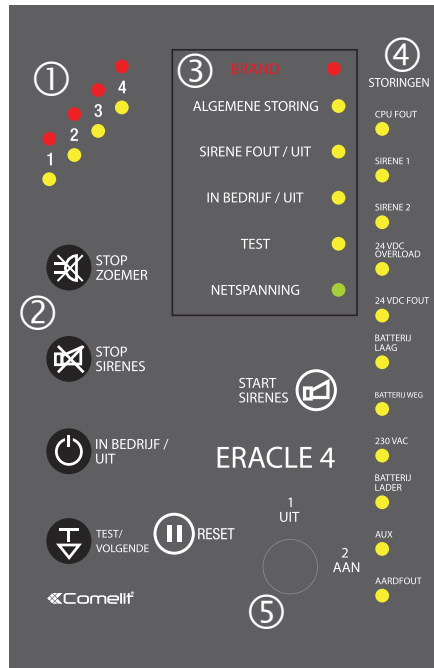 ①
1
2
3
4
③
BRAND
ALGEMENE STORING
SIRENE FOUT / UIT
IN BEDRIJF / UIT
TEST
NETSPANNING
④
STORINGEN
CPU FOUT
SIRENE 1
SIRENE 2
24 VDC
OVERLOAD
24 VDC FOUT
BATTERIJ
LAAG
BATTERIJ WEG
230 VAC
BATTERIJ
LADER
AUX
AARDFOUT
②
STOP
ZOEMER
STOP
SIRENES
IN BEDRIJF /
UIT
TEST/
VOLGENDE
RESET
START
SIRENES
ERACLE 4
1
UIT
2
AAN
⑤
Comelit